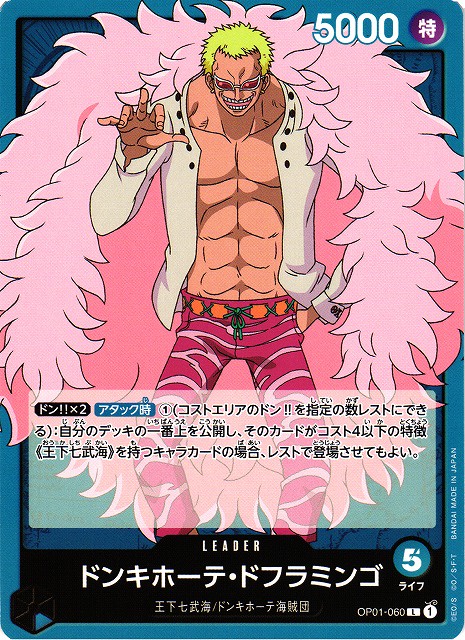 5000 特
ドン!!×2 アタック時 ①(コストエリアのドン!!を指定の数レストにでき
る):自分のデッキの一番上を公開し、そのカードがコスト4以下の特徴
《王下七武海》を持つキャラカードの場合、レストで登場させてもよい。
LEADER
ドンキホーテ・ドフラミンゴ
5
ライフ
王下七武海/ドンキホーテ海賊団
OP01-060 L 1
©EO/S ©O/S・F・T BANDAI MADE IN JAPAN